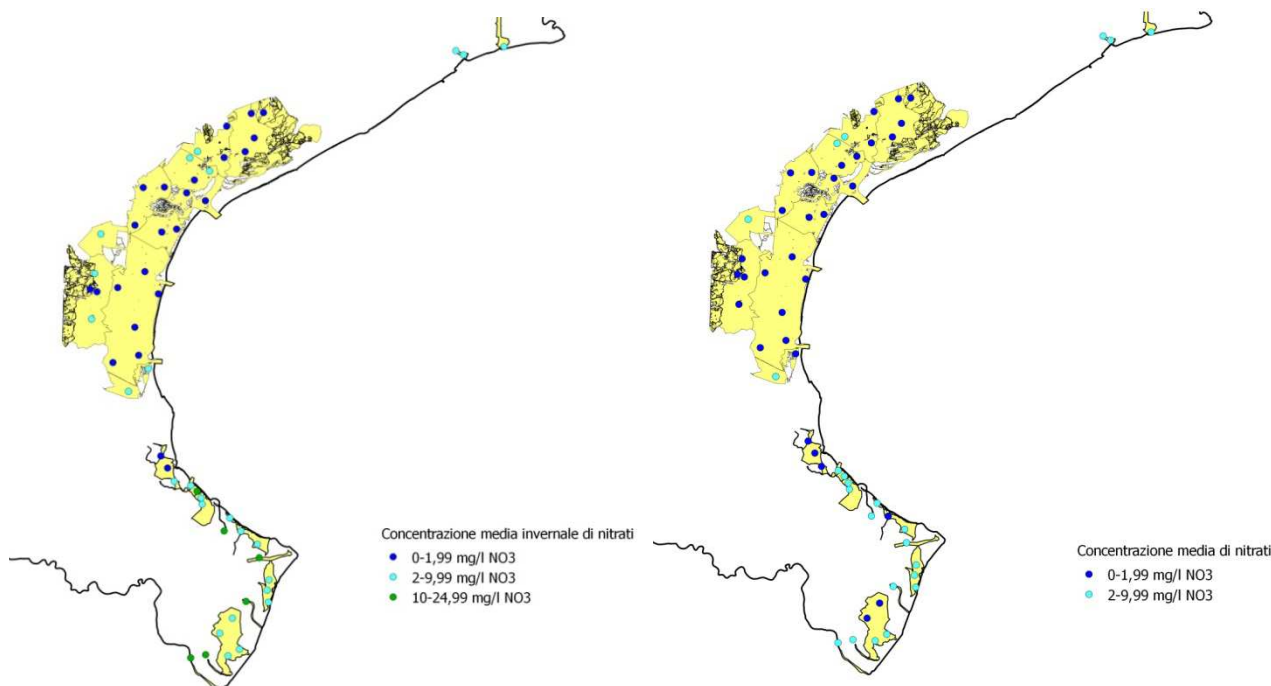 Concentrazione media invernale di nitrati
0-1,99 mg/l NO3
2-9,99 mg/l NO3
10-24,99 mg/l NO3
Concentrazione media di nitrati
0-1,99 mg/l NO3
2-9,99 mg/l NO3